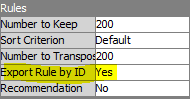 Rules
Number to Keep 200
Sort Criterion Default
Number to Transpos 200
Export Rule by ID Yes
Recommendation No